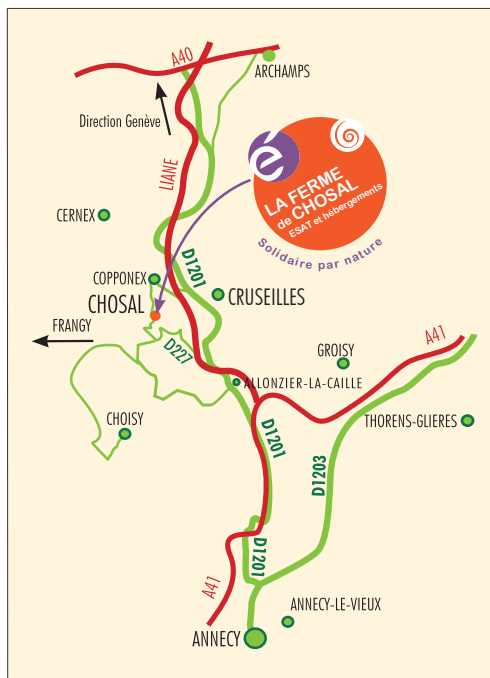 A40
ARCHAMPS
Direction Genève
LIANE
é
LA FERME
de CHOSAL
ESAT et hébergements
Solidaire par nature
CERNEX
D1201
COPPONEX
CHOSAL
CRUSEILLES
FRANGY
D227
GROISY
A41
ALLONZIER-LA-CAILLE
CHOISY
THORENS-GLIERES
D1201
D1203
D1201
A41
ANNECY-LE-VIEUX
ANNECY